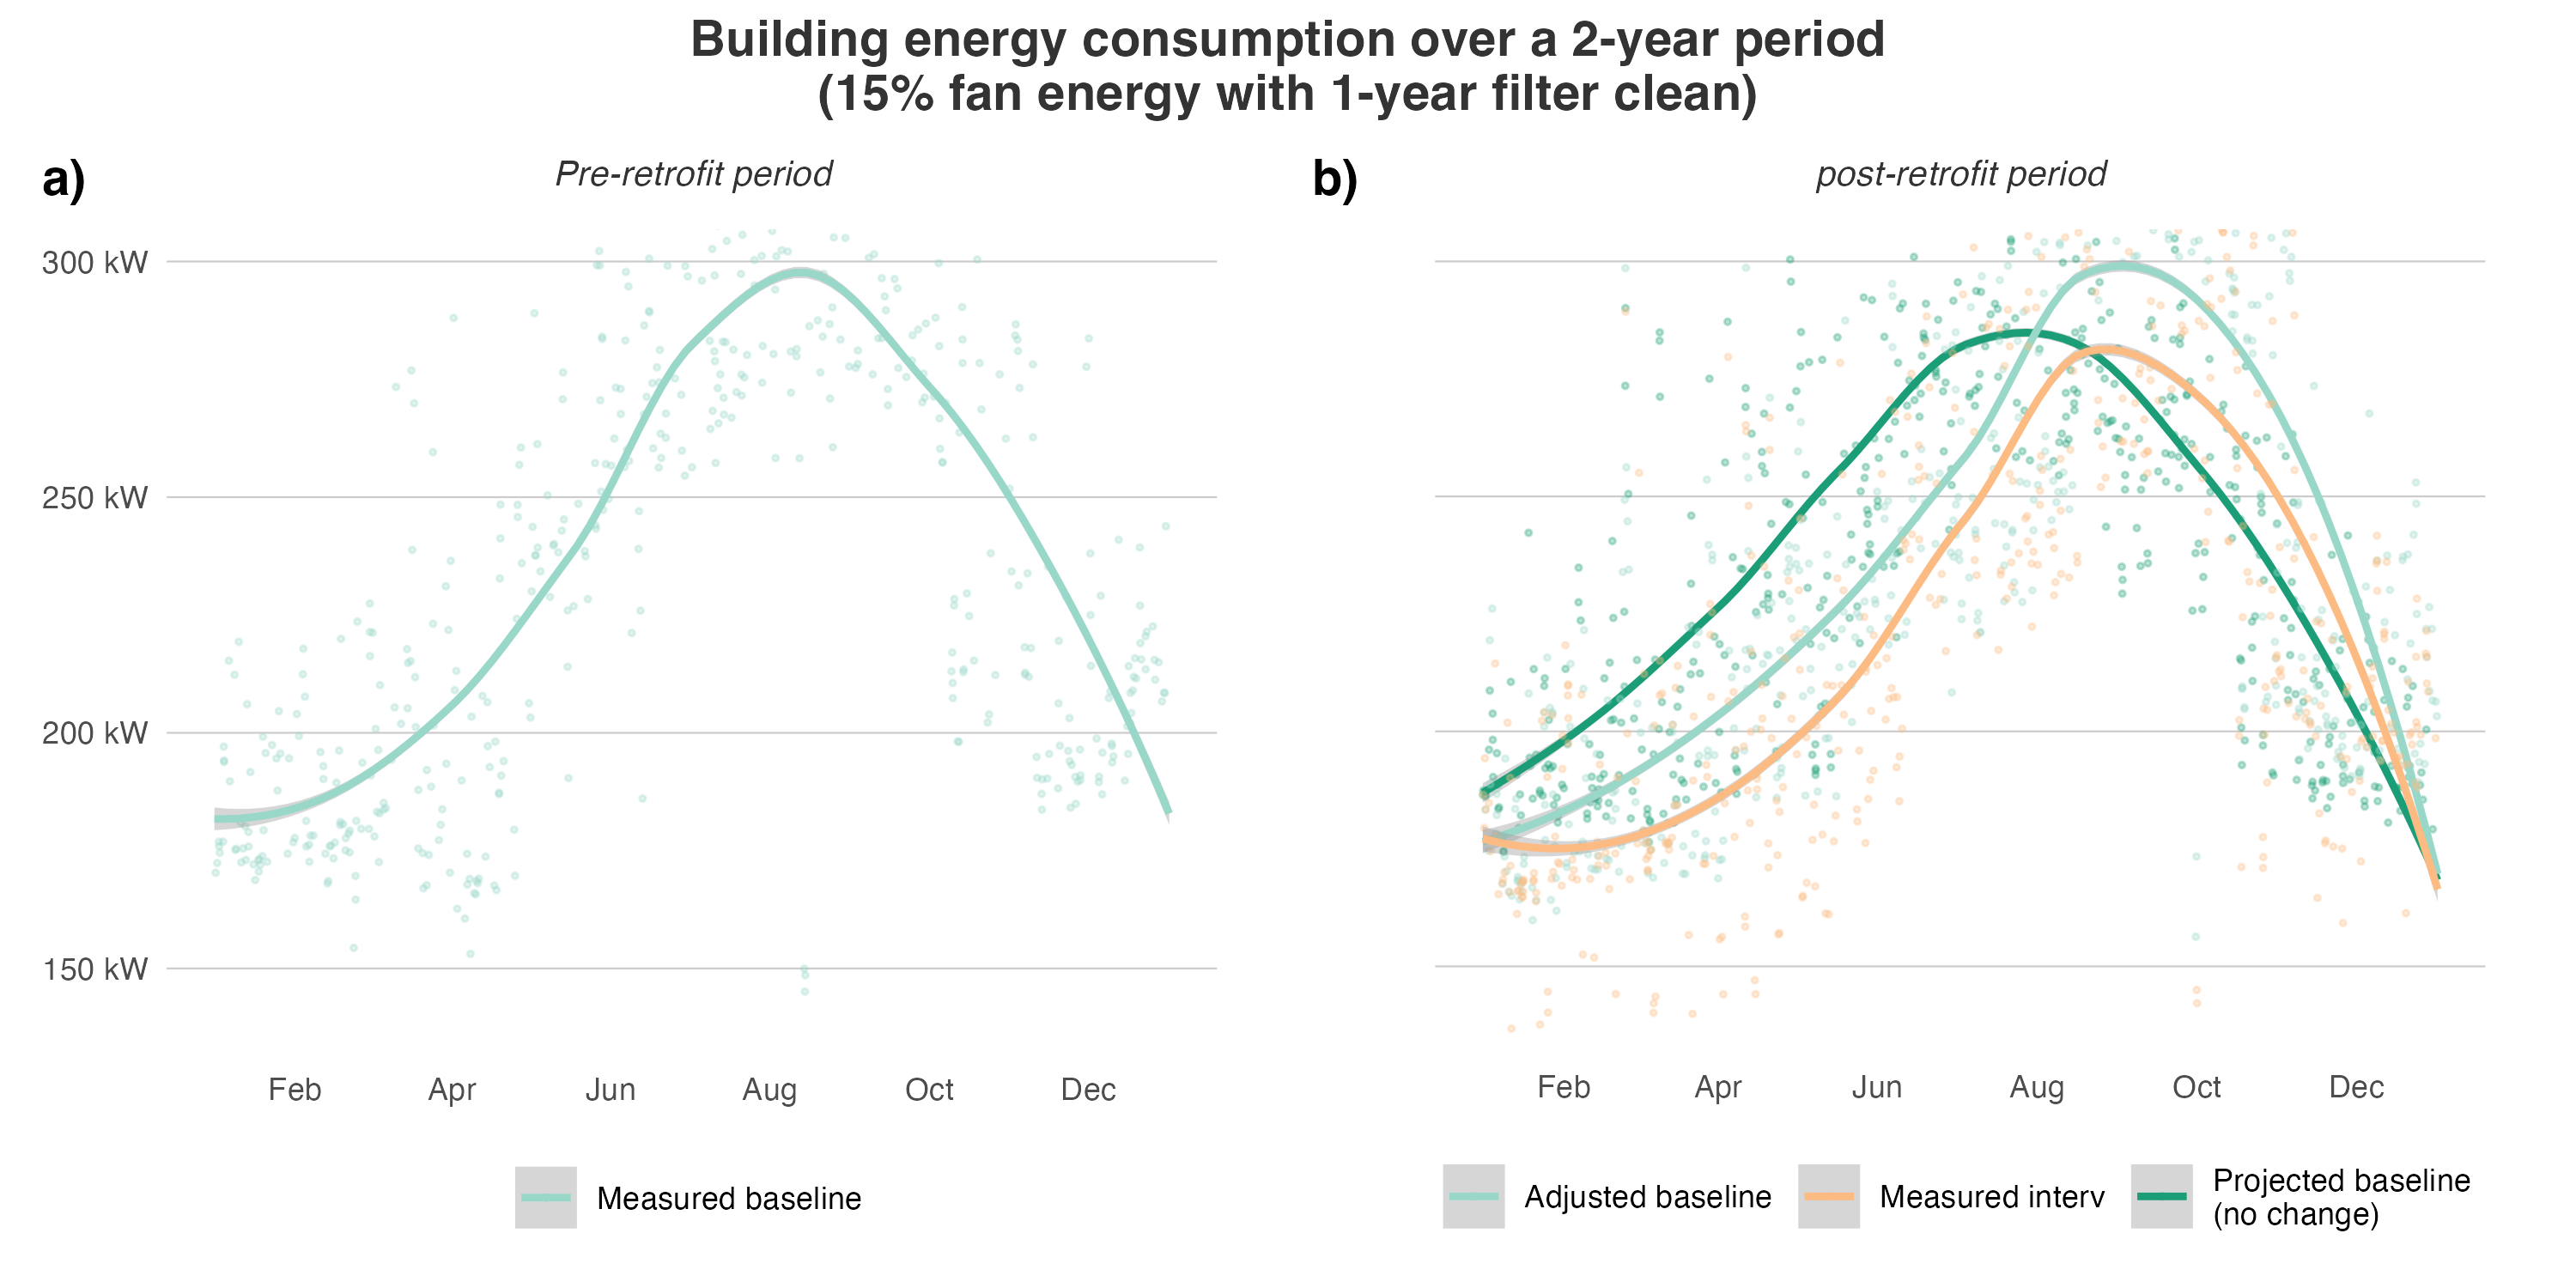 Building energy consumption over a 2-year period
(15% fan energy with 1-year filter clean)
a)
Pre-retrofit period
300 kW
250 kW
200 kW
150 kW
Feb Apr Jun Aug Oct Dec
Measured baseline
b)
post-retrofit period
Feb Apr Jun Aug Oct Dec
Adjusted baseline
Measured interv
Projected baseline
(no change)